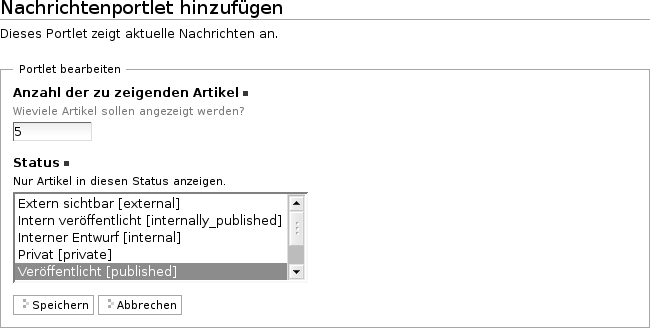 Nachrichtenportlet hinzufügen
Dieses Portlet zeigt aktuelle Nachrichten an.
Portlet bearbeiten
Anzahl der zu zeigenden Artikel
Wieviele Artikel sollen angezeigt werden?
5
Status
Nur Artikel in diesen Status anzeigen.
Extern sichtbar [external]
Intern veröffentlicht [internally_published]
Interner Entwurf [internal]
Privat [private]
Veröffentlicht [published]
Speichern Abbrechen